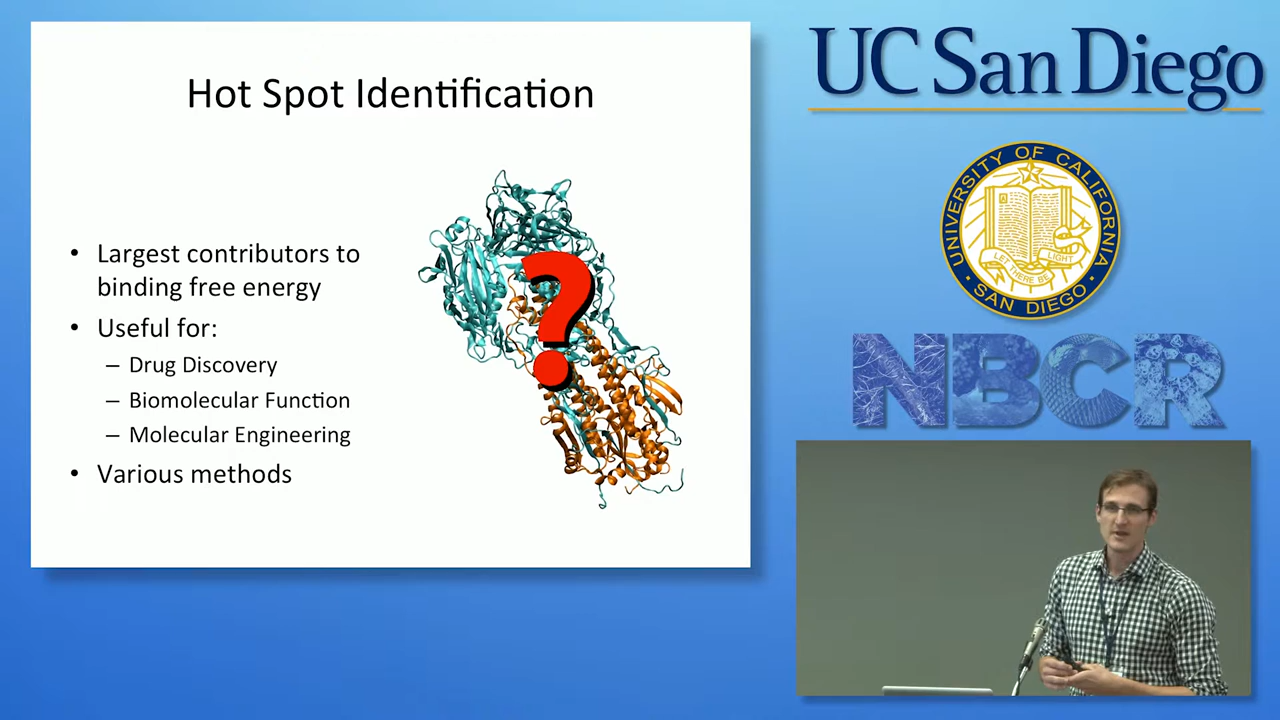 Hot Spot Identification
• Largest contributors to
binding free energy
• Useful for:
– Drug Discovery
– Biomolecular Function
– Molecular Engineering
• Various methods
?
UC San Diego
UNIVERSITY OF CALIFORNIA
LET THERE BE LIGHT
SAN DIEGO
NBCR